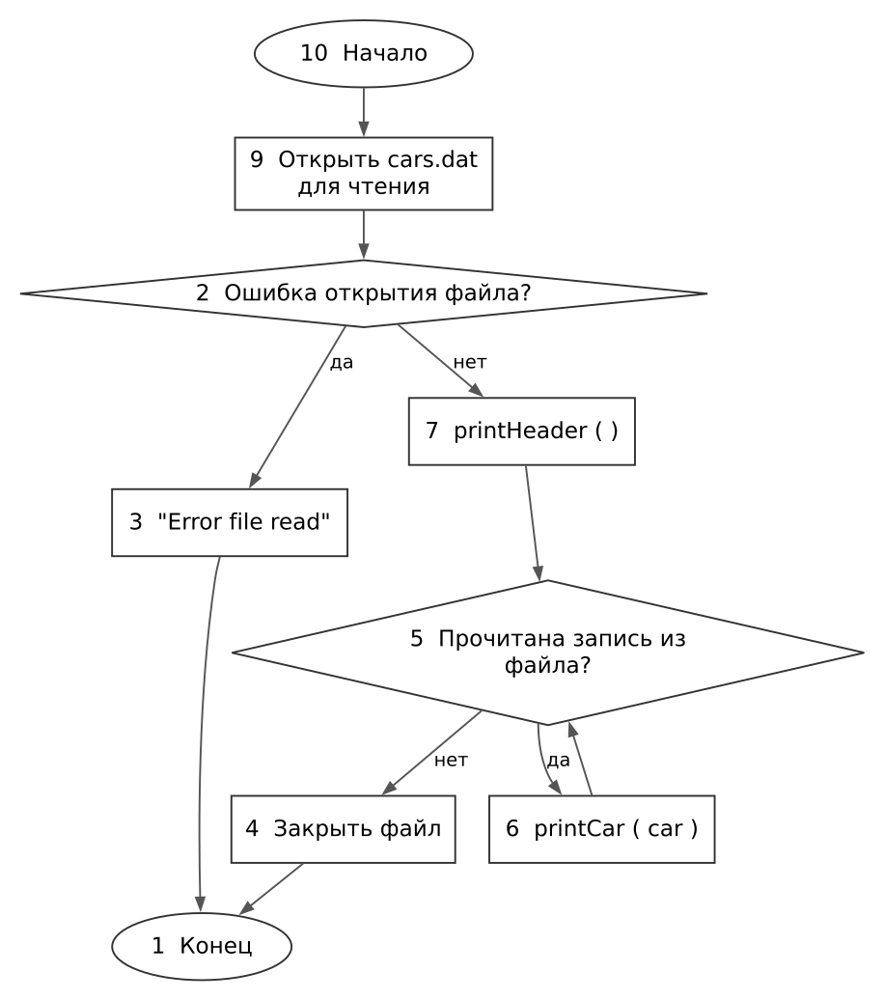 10  Начало
9  Открыть cars.dat
для чтения
2  Ошибка открытия файла?
да
нет
7  printHeader ( )
3  "Error file read"
5  Прочитана запись из
файла?
нет
да
4  Закрыть файл
6  printCar ( car )
1  Конец